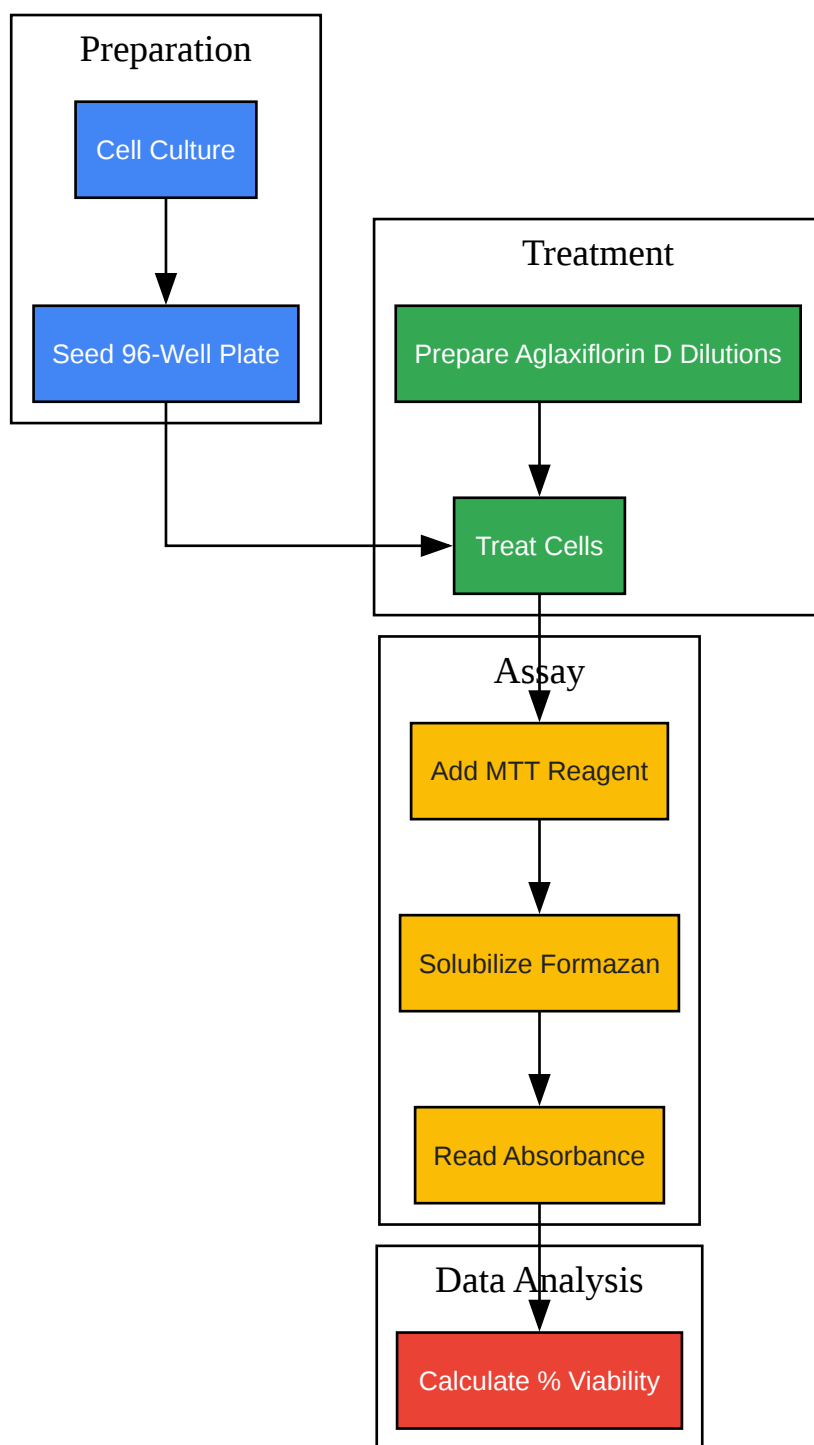 Preparation
Cell Culture
Seed 96-Well Plate
Treatment
Prepare Aglaxiflorin D Dilutions
Treat Cells
Assay
Add MTT Reagent
Solubilize Formazan
Read Absorbance
Data Analysis
Calculate % Viability